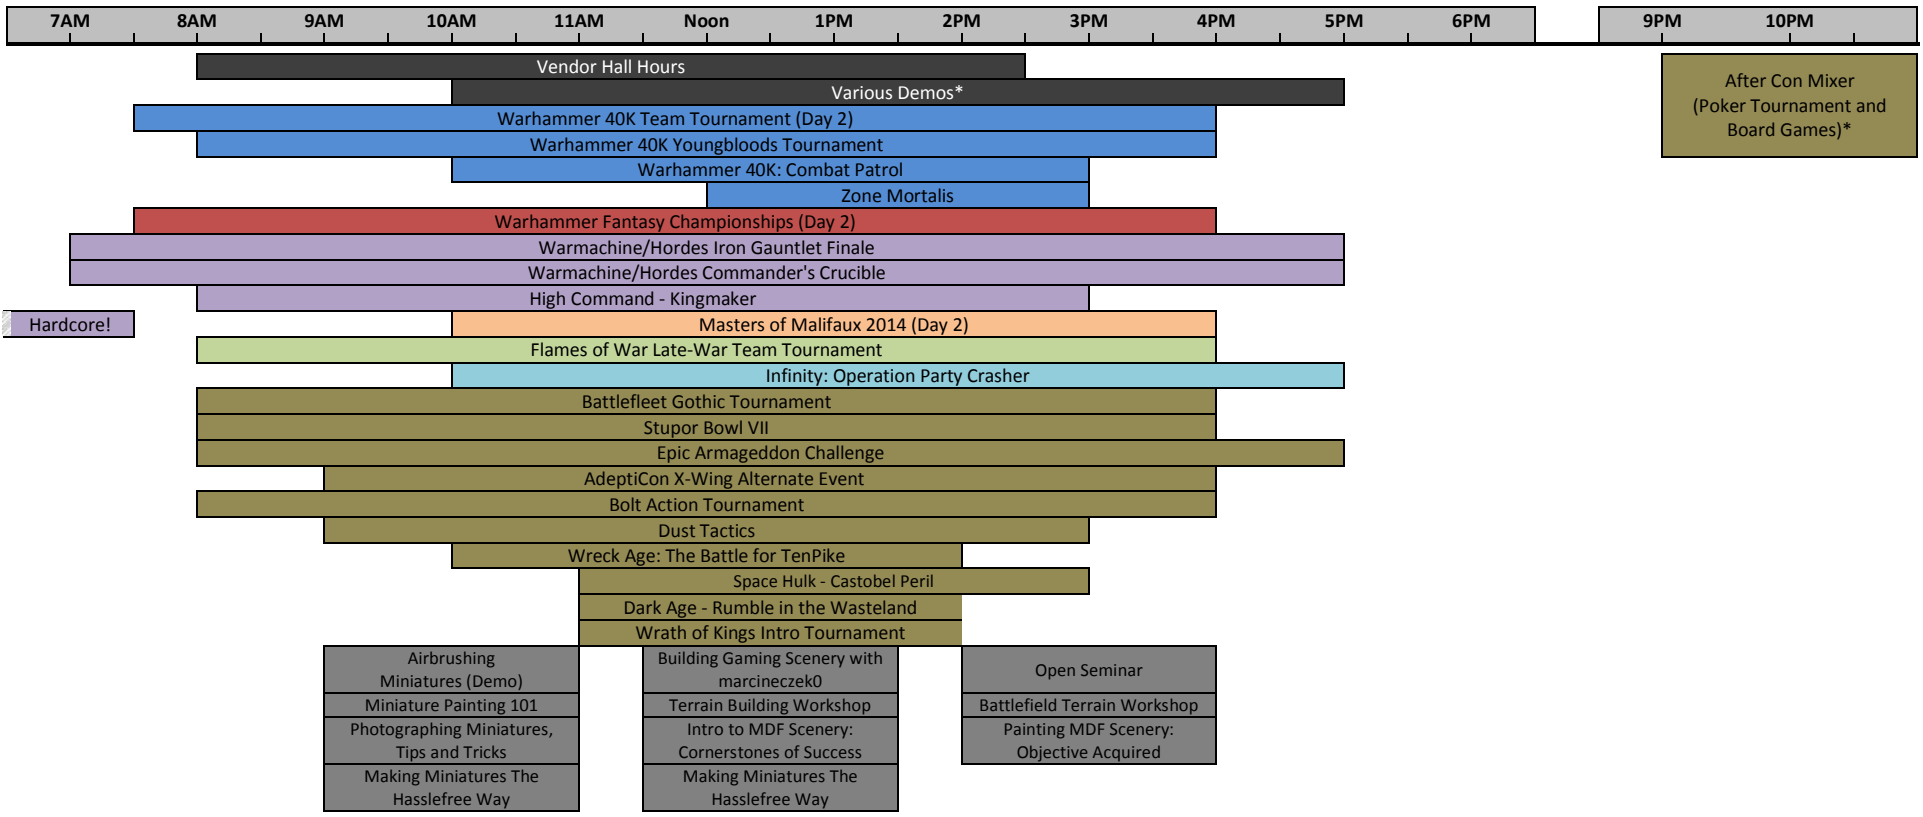 7AM 8AM 9AM 10AM 11AM Noon 1PM 2PM 3PM 4PM 5PM 6PM 9PM 10PM
Vendor Hall Hours
Various Demos*
After Con Mixer
(Poker Tournament and
Board Games)*
Warhammer 40K Team Tournament (Day 2)
Warhammer 40K Youngbloods Tournament
Warhammer 40K: Combat Patrol
Zone Mortalis
Warhammer Fantasy Championships (Day 2)
Warmachine/Hordes Iron Gauntlet Finale
Warmachine/Hordes Commander's Crucible
High Command - Kingmaker
Hardcore!
Masters of Malifaux 2014 (Day 2)
Flames of War Late-War Team Tournament
Infinity: Operation Party Crasher
Battlefleet Gothic Tournament
Stupor Bowl VII
Epic Armageddon Challenge
AdeptiCon X-Wing Alternate Event
Bolt Action Tournament
Dust Tactics
Wreck Age: The Battle for TenPike
Space Hulk - Castobel Peril
Dark Age - Rumble in the Wasteland
Wrath of Kings Intro Tournament
Airbrushing
Miniatures (Demo)
Miniature Painting 101
Photographing Miniatures,
Tips and Tricks
Making Miniatures The
Hasslefree Way
Building Gaming Scenery with
marcineczek0
Terrain Building Workshop
Intro to MDF Scenery:
Cornerstones of Success
Making Miniatures The
Hasslefree Way
Open Seminar
Battlefield Terrain Workshop
Painting MDF Scenery:
Objective Acquired